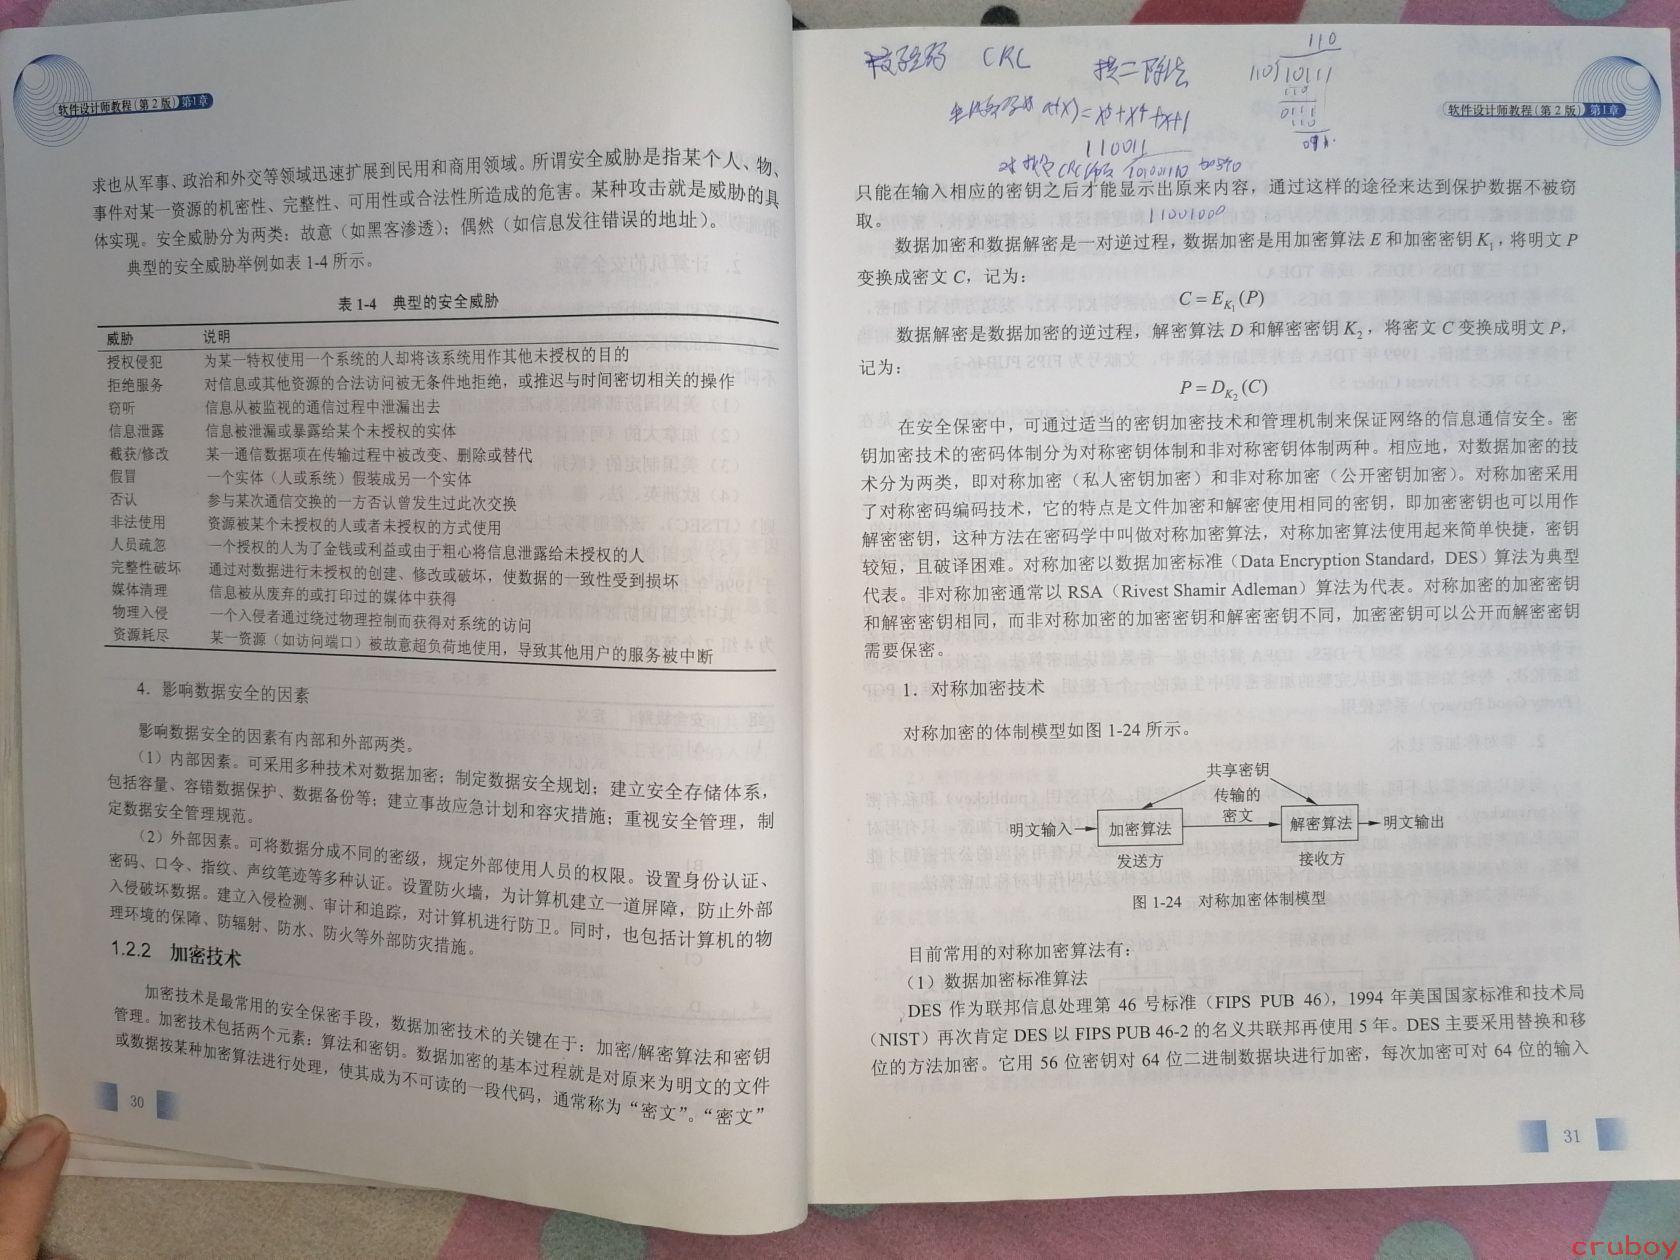 软件设计师教程(第2版) 第1章
求也从军事、政治和外交等领域迅速扩展到民用和商用领域。所谓安全威胁是指某个人、物、
事件对某一资源的机密性、完整性、可用性或合法性所造成的危害。某种攻击就是威胁的具
体实现。安全威胁分为两类：故意（如黑客渗透）；偶然（如信息发往错误的地址）。
典型的安全威胁举例如表 1-4 所示。
表 1-4 典型的安全威胁
威胁 说明
授权侵犯 为某一特权使用一个系统的人却将该系统用作其他未授权的目的
拒绝服务 对信息或其他资源的合法访问被无条件地拒绝，或推迟与时间密切相关的操作
窃听 信息从被监视的通信过程中泄漏出去
信息泄露 信息被泄漏或暴露给某个未授权的实体
截获/修改 某一通信数据项在传输过程中被改变、删除或替代
假冒 一个实体（人或系统）假装成另一个实体
否认 参与某次通信交换的一方否认曾发生过此次交换
非法使用 资源被某个未授权的人或者未授权的方式使用
人员疏忽 一个授权的人为了金钱或利益或由于粗心将信息泄露给未授权的人
完整性破坏 通过对数据进行未授权的创建、修改或破坏，使数据的一致性受到损坏
媒体清理 信息被从废弃的或打印过的媒体中获得
物理入侵 一个入侵者通过绕过物理控制而获得对系统的访问
资源耗尽 某一资源（如访问端口）被故意超负荷地使用，导致其他用户的服务被中断
4．影响数据安全的因素
影响数据安全的因素有内部和外部两类。
（1）内部因素。可采用多种技术对数据加密；制定数据安全规划；建立安全存储体系，
包括容量、容错数据保护、数据备份等；建立事故应急计划和容灾措施；重视安全管理，制
定数据安全管理规范。
（2）外部因素。可将数据分成不同的密级，规定外部使用人员的权限。设置身份认证、
密码、口令、指纹、声纹笔迹等多种认证。设置防火墙，为计算机建立一道屏障，防止外部
入侵破坏数据。建立入侵检测、审计和追踪，对计算机进行防卫。同时，也包括计算机的物
理环境的保障、防辐射、防水、防火等外部防灾措施。
1.2.2 加密技术
加密技术是最常用的安全保密手段，数据加密技术的关键在于：加密/解密算法和密钥
管理。加密技术包括两个元素：算法和密钥。数据加密的基本过程就是对原来为明文的文件
或数据按某种加密算法进行处理，使其成为不可读的一段代码，通常称为“密文”。“密文”
30
校验码 CRC 按二除法
110
110 10111
110
0111
110
011
x⁵+x⁴+x+1
110011
11001000
软件设计师教程(第2版) 第1章
只能在输入相应的密钥之后才能显示出原来内容，通过这样的途径来达到保护数据不被窃
取。
数据加密和数据解密是一对逆过程，数据加密是用加密算法 E 和加密密钥 K₁，将明文 P
变换成密文 C，记为：
C = E_K₁(P)
数据解密是数据加密的逆过程，解密算法 D 和解密密钥 K₂，将密文 C 变换成明文 P，
记为：
P = D_K₂(C)
在安全保密中，可通过适当的密钥加密技术和管理机制来保证网络的信息通信安全。密
钥加密技术的密码体制分为对称密钥体制和非对称密钥体制两种。相应地，对数据加密的技
术分为两类，即对称加密（私人密钥加密）和非对称加密（公开密钥加密）。对称加密采用
了对称密码编码技术，它的特点是文件加密和解密使用相同的密钥，即加密密钥也可以用作
解密密钥，这种方法在密码学中叫做对称加密算法，对称加密算法使用起来简单快捷，密钥
较短，且破译困难。对称加密以数据加密标准（Data Encryption Standard，DES）算法为典型
代表。非对称加密通常以 RSA（Rivest Shamir Adleman）算法为代表。对称加密的加密密钥
和解密密钥相同，而非对称加密的加密密钥和解密密钥不同，加密密钥可以公开而解密密钥
需要保密。
1．对称加密技术
对称加密的体制模型如图 1-24 所示。
共享密钥
传输的
密文
明文输入 加密算法 解密算法 明文输出
发送方 接收方
图 1-24 对称加密体制模型
目前常用的对称加密算法有：
（1）数据加密标准算法
DES 作为联邦信息处理第 46 号标准（FIPS PUB 46），1994 年美国国家标准和技术局
（NIST）再次肯定 DES 以 FIPS PUB 46-2 的名义共联邦再使用 5 年。DES 主要采用替换和移
位的方法加密。它用 56 位密钥对 64 位二进制数据块进行加密，每次加密可对 64 位的输入
31
cruboy